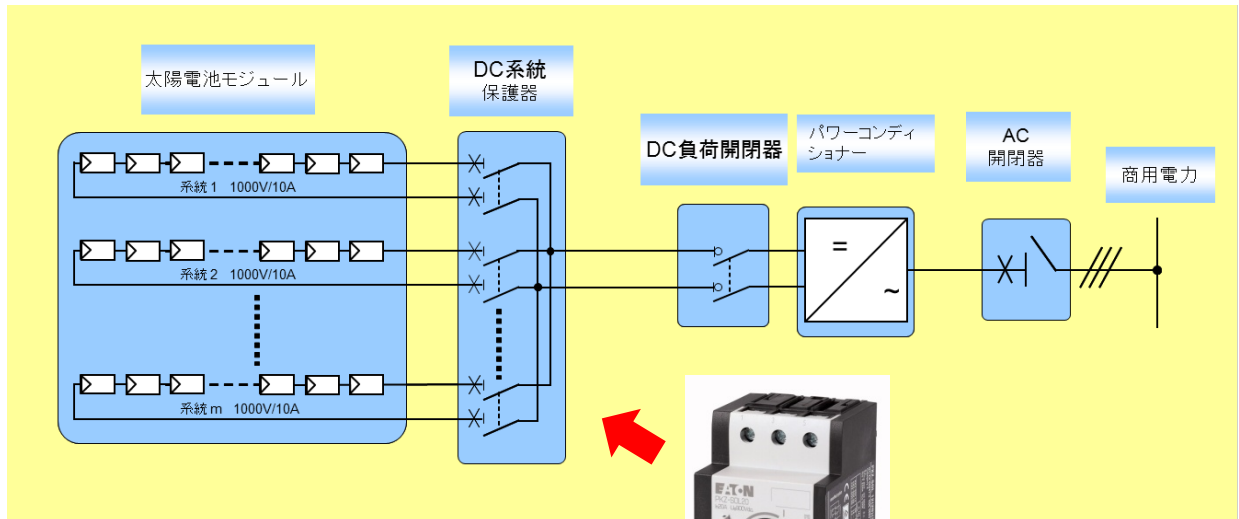 太陽電池モジュール
DC系統
保護器
DC負荷開閉器
パワーコンディ
ショナー
AC
開閉器
商用電力
系統1 1000V/10A
系統2 1000V/10A
系統m 1000V/10A
=
~
EATON
PKZ-SOL20